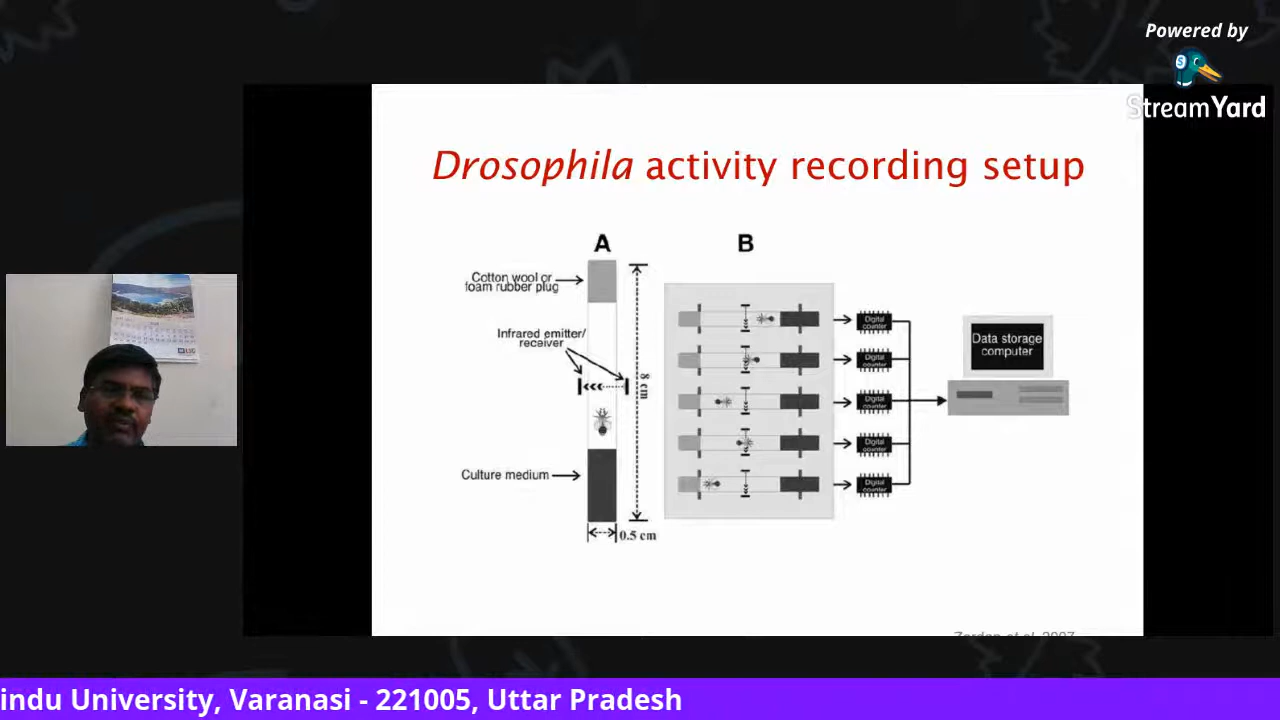 Powered by
StreamYard
Drosophila activity recording setup
A
B
Cotton wool or
foam rubber plug
Infrared emitter/
receiver
8 cm
Culture medium
0.5 cm
Digital
counter
Digital
counter
Digital
counter
Digital
counter
Digital
counter
Data storage
computer
indu University, Varanasi - 221005, Uttar Pradesh